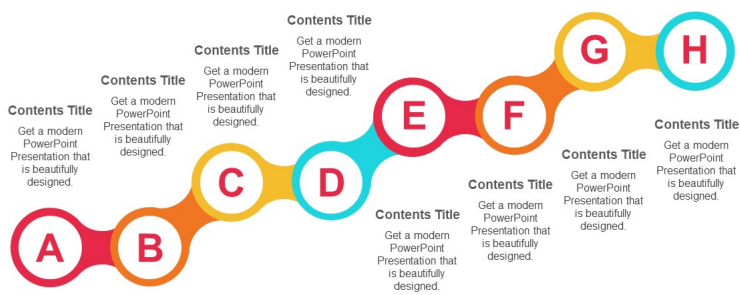 Contents Title
Get a modern
PowerPoint
Presentation that
is beautifully
designed.
Contents Title
Get a modern
PowerPoint
Presentation that
is beautifully
designed.
Contents Title
Get a modern
PowerPoint
Presentation that
is beautifully
designed.
Contents Title
Get a modern
PowerPoint
Presentation that
is beautifully
designed.
A
B
C
D
E
F
G
H
Contents Title
Get a modern
PowerPoint
Presentation that
is beautifully
designed.
Contents Title
Get a modern
PowerPoint
Presentation that
is beautifully
designed.
Contents Title
Get a modern
PowerPoint
Presentation that
is beautifully
designed.
Contents Title
Get a modern
PowerPoint
Presentation that
is beautifully
designed.